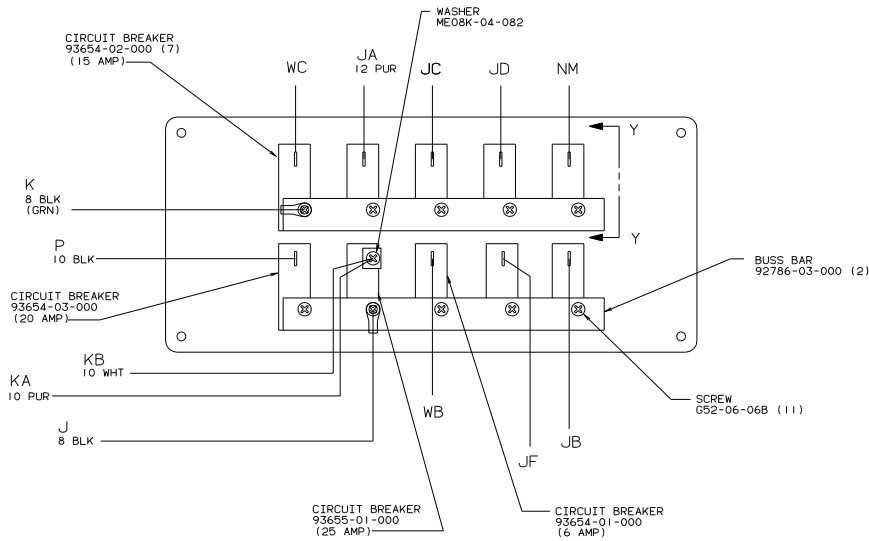 WASHER
ME08K-04-082
CIRCUIT BREAKER
93654-02-000 (7)
(15 AMP)
WC
JA
12 PUR
JC
JD
NM
Y
K
8 BLK
(GRN)
Y
P
10 BLK
BUSS BAR
92786-03-000 (2)
CIRCUIT BREAKER
93654-03-000
(20 AMP)
KB
10 WHT
KA
10 PUR
SCREW
G52-06-06B (11)
WB
J
8 BLK
JB
JF
CIRCUIT BREAKER
93655-01-000
(25 AMP)
CIRCUIT BREAKER
93654-01-000
(6 AMP)